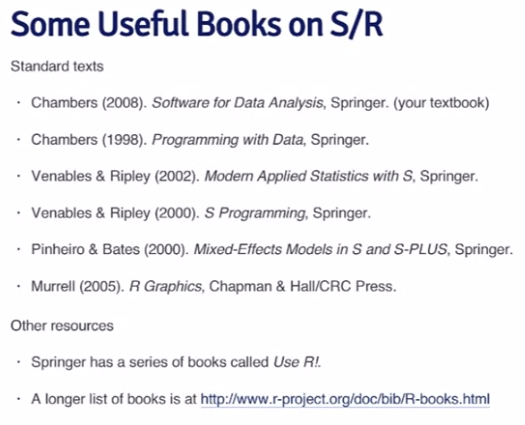 Some Useful Books on S/R
Standard texts
· Chambers (2008). Software for Data Analysis, Springer. (your textbook)
· Chambers (1998). Programming with Data, Springer.
· Venables & Ripley (2002). Modern Applied Statistics with S, Springer.
· Venables & Ripley (2000). S Programming, Springer.
· Pinheiro & Bates (2000). Mixed-Effects Models in S and S-PLUS, Springer.
· Murrell (2005). R Graphics, Chapman & Hall/CRC Press.
Other resources
· Springer has a series of books called Use R!.
· A longer list of books is at http://www.r-project.org/doc/bib/R-books.html